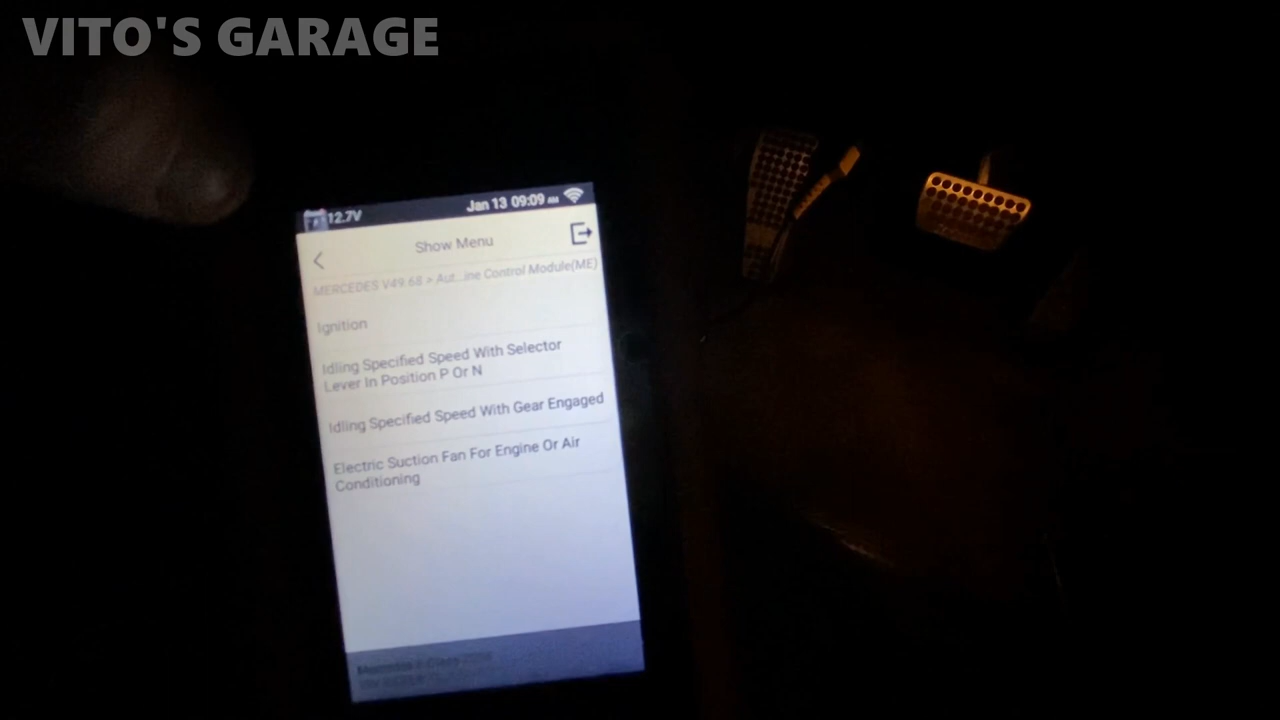 VITO'S GARAGE
12.7V
Jan 13 09:09 AM
Show Menu
MERCEDES V49.68 > Aut...ine Control Module(ME)
Ignition
Idling Specified Speed With Selector
Lever In Position P Or N
Idling Specified Speed With Gear Engaged
Electric Suction Fan For Engine Or Air
Conditioning